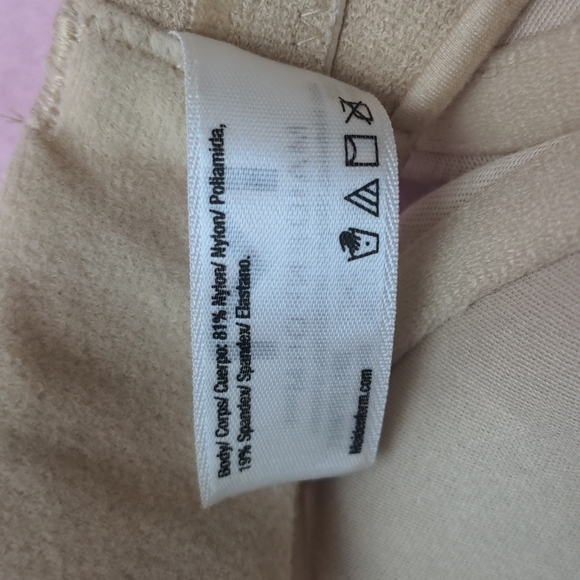 Body/ Corps/ Cuerpo: 81% Nylon/ Nylon/ Poliamida,
19% Spandex/ Spandex/ Elastano.
Maidenform.com